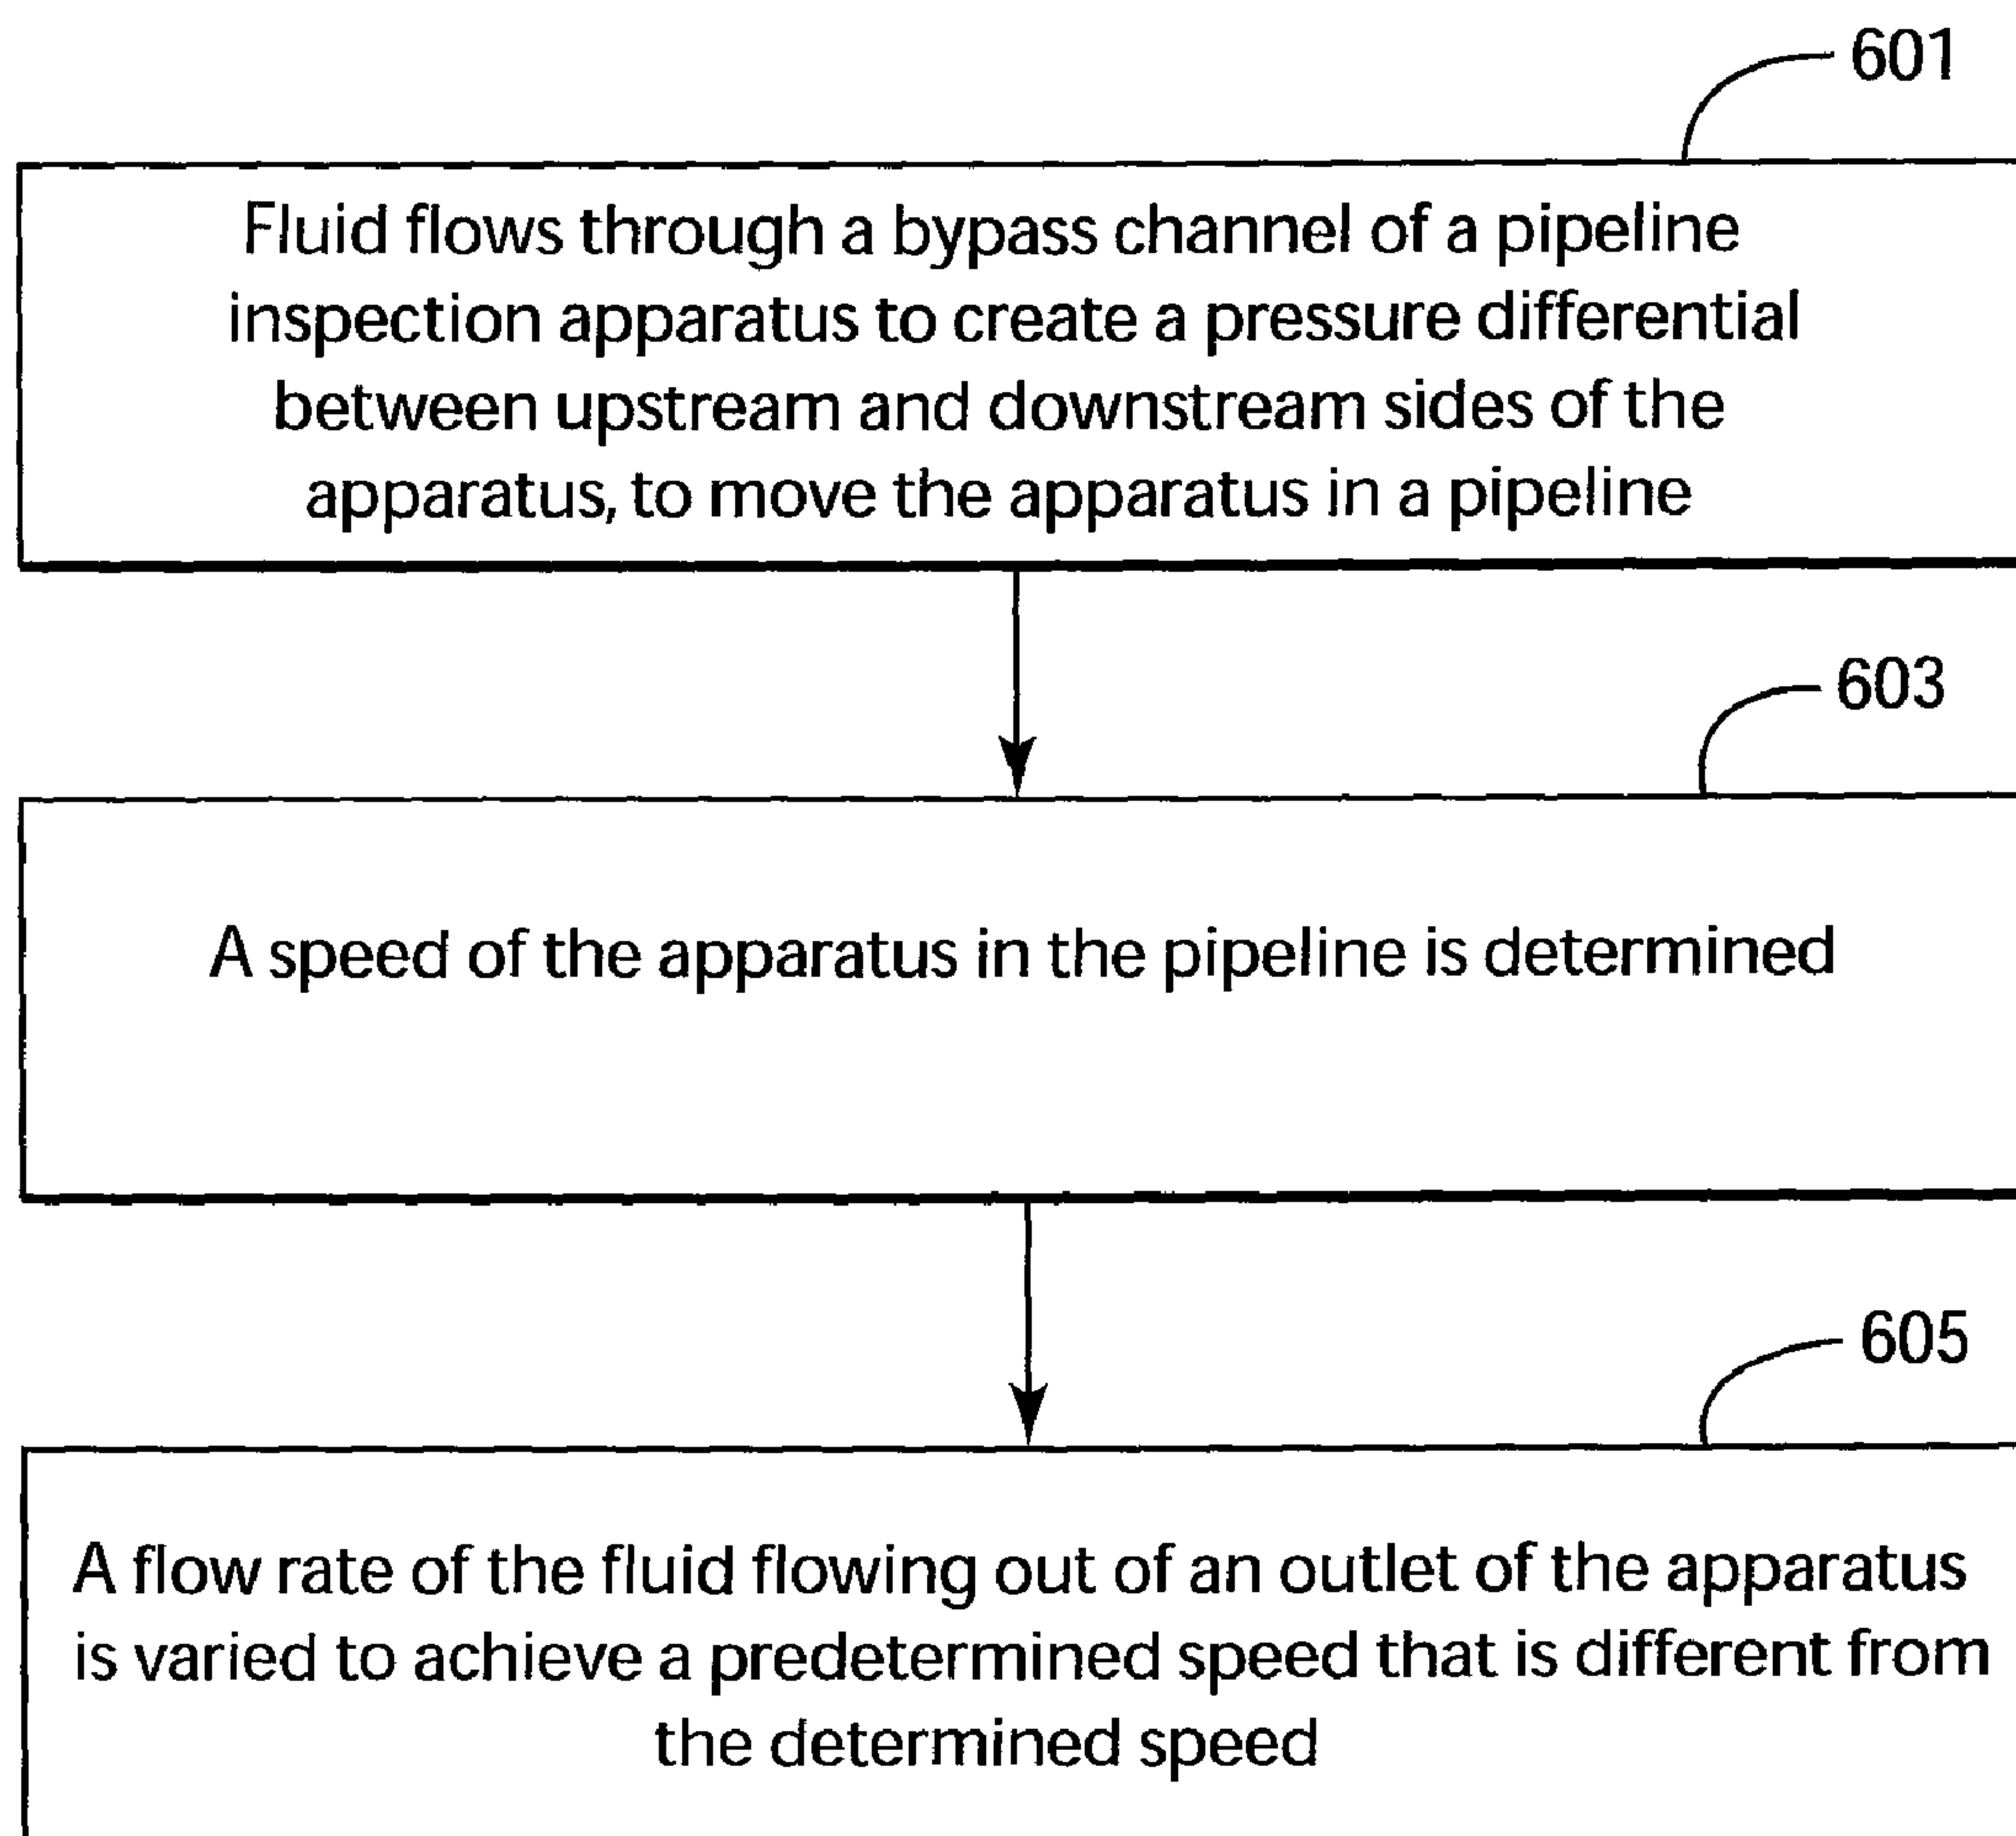 601
Fluid flows through a bypass channel of a pipeline
inspection apparatus to create a pressure differential
between upstream and downstream sides of the
apparatus, to move the apparatus in a pipeline
603
A speed of the apparatus in the pipeline is determined
605
A flow rate of the fluid flowing out of an outlet of the apparatus
is varied to achieve a predetermined speed that is different from
the determined speed